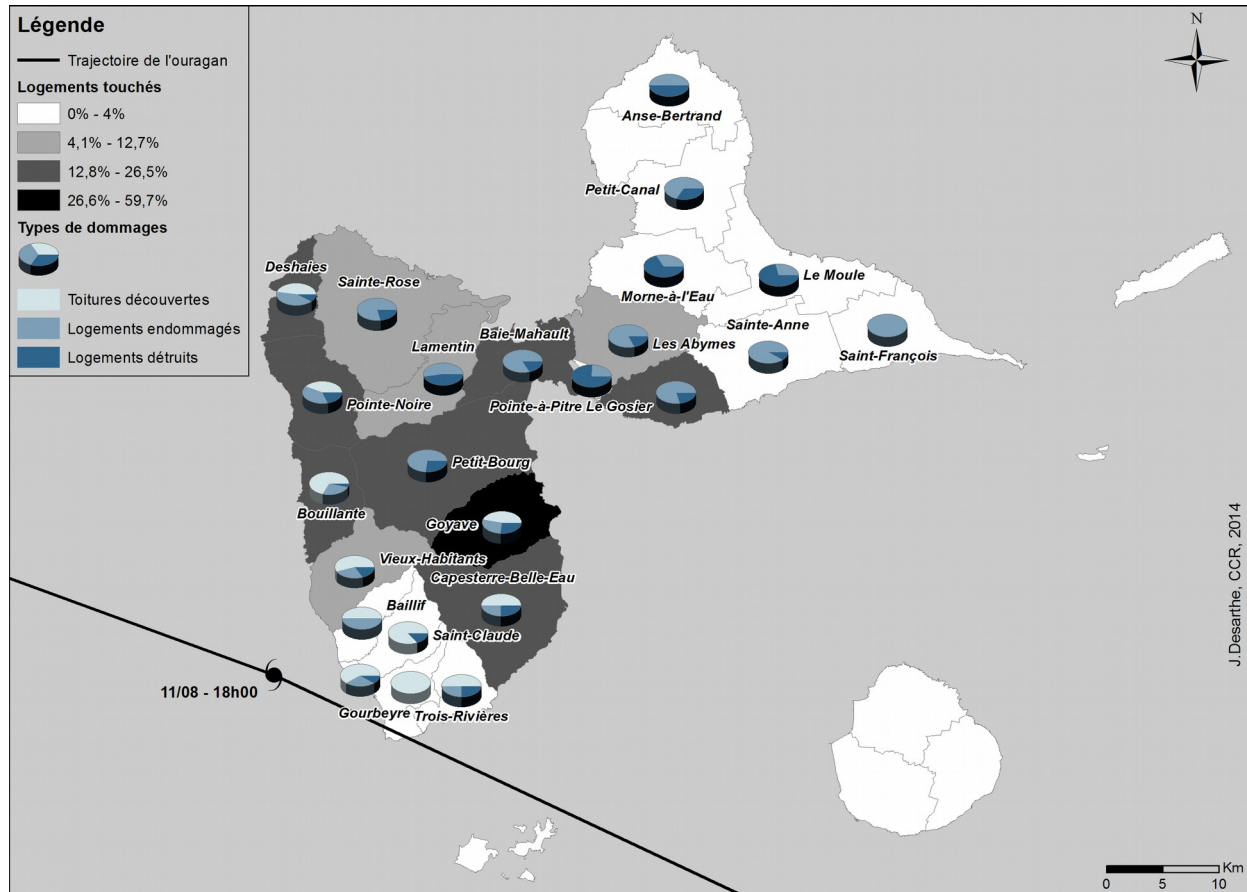 Légende
Trajectoire de l'ouragan
Logements touchés
0% - 4%
4,1% - 12,7%
12,8% - 26,5%
26,6% - 59,7%
Types de dommages
Toitures découvertes
Logements endommagés
Logements détruits
N
Anse-Bertrand
Petit-Canal
Deshaies
Sainte-Rose
Le Moule
Morne-à-l'Eau
Baie-Mahault
Sainte-Anne
Lamentin
Les Abymes
Saint-François
Pointe-Noire
Pointe-à-Pitre
Le Gosier
Petit-Bourg
Bouillante
Goyave
Vieux-Habitants
Capesterre-Belle-Eau
Baillif
Saint-Claude
11/08 - 18h00
Gourbeyre
Trois-Rivières
J.Desarthe, CCR, 2014
Km
0 5 10